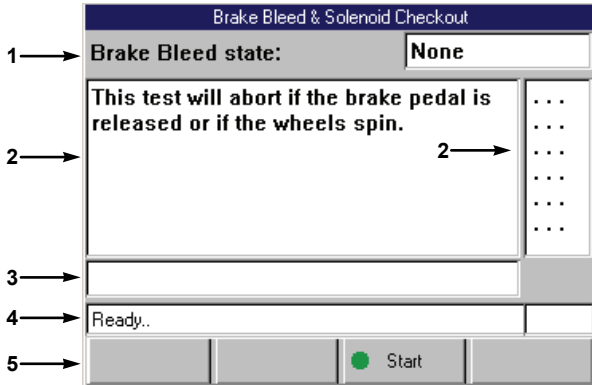 Brake Bleed & Solenoid Checkout
1 Brake Bleed state: None
This test will abort if the brake pedal is
released or if the wheels spin.
2
2
. . .
. . .
. . .
. . .
. . .
. . .
3
4 Ready..
5 Start